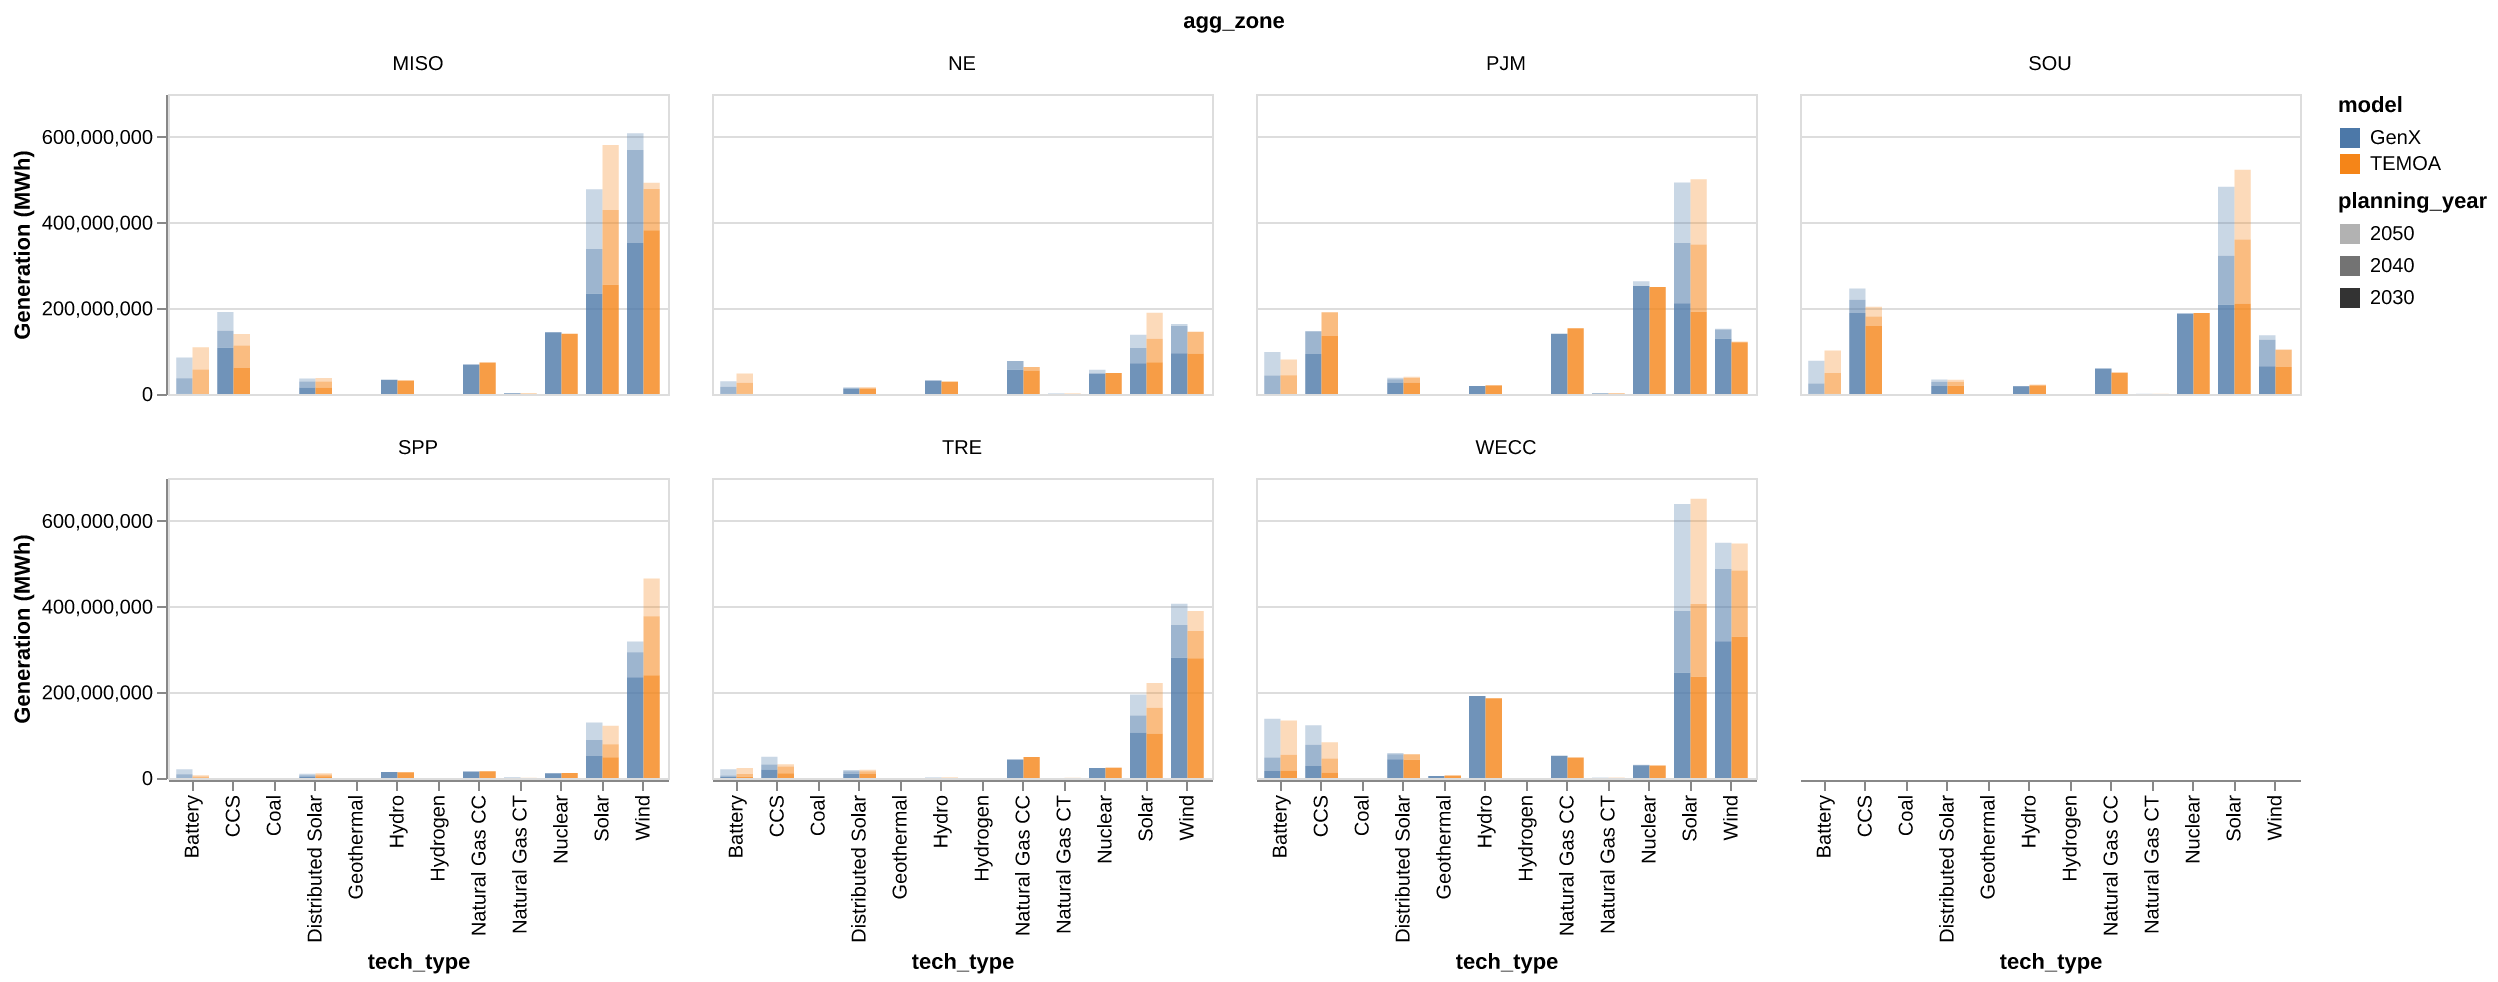 agg_zone
MISO
NE
PJM
SOU
Generation (MWh)
600,000,000
400,000,000
200,000,000
0
model
GenX
TEMOA
planning_year
2050
2040
2030
SPP
TRE
WECC
Generation (MWh)
600,000,000
400,000,000
200,000,000
0
Battery
CCS
Coal
Distributed Solar
Geothermal
Hydro
Hydrogen
Natural Gas CC
Natural Gas CT
Nuclear
Solar
Wind
tech_type
Battery
CCS
Coal
Distributed Solar
Geothermal
Hydro
Hydrogen
Natural Gas CC
Natural Gas CT
Nuclear
Solar
Wind
tech_type
Battery
CCS
Coal
Distributed Solar
Geothermal
Hydro
Hydrogen
Natural Gas CC
Natural Gas CT
Nuclear
Solar
Wind
tech_type
Battery
CCS
Coal
Distributed Solar
Geothermal
Hydro
Hydrogen
Natural Gas CC
Natural Gas CT
Nuclear
Solar
Wind
tech_type